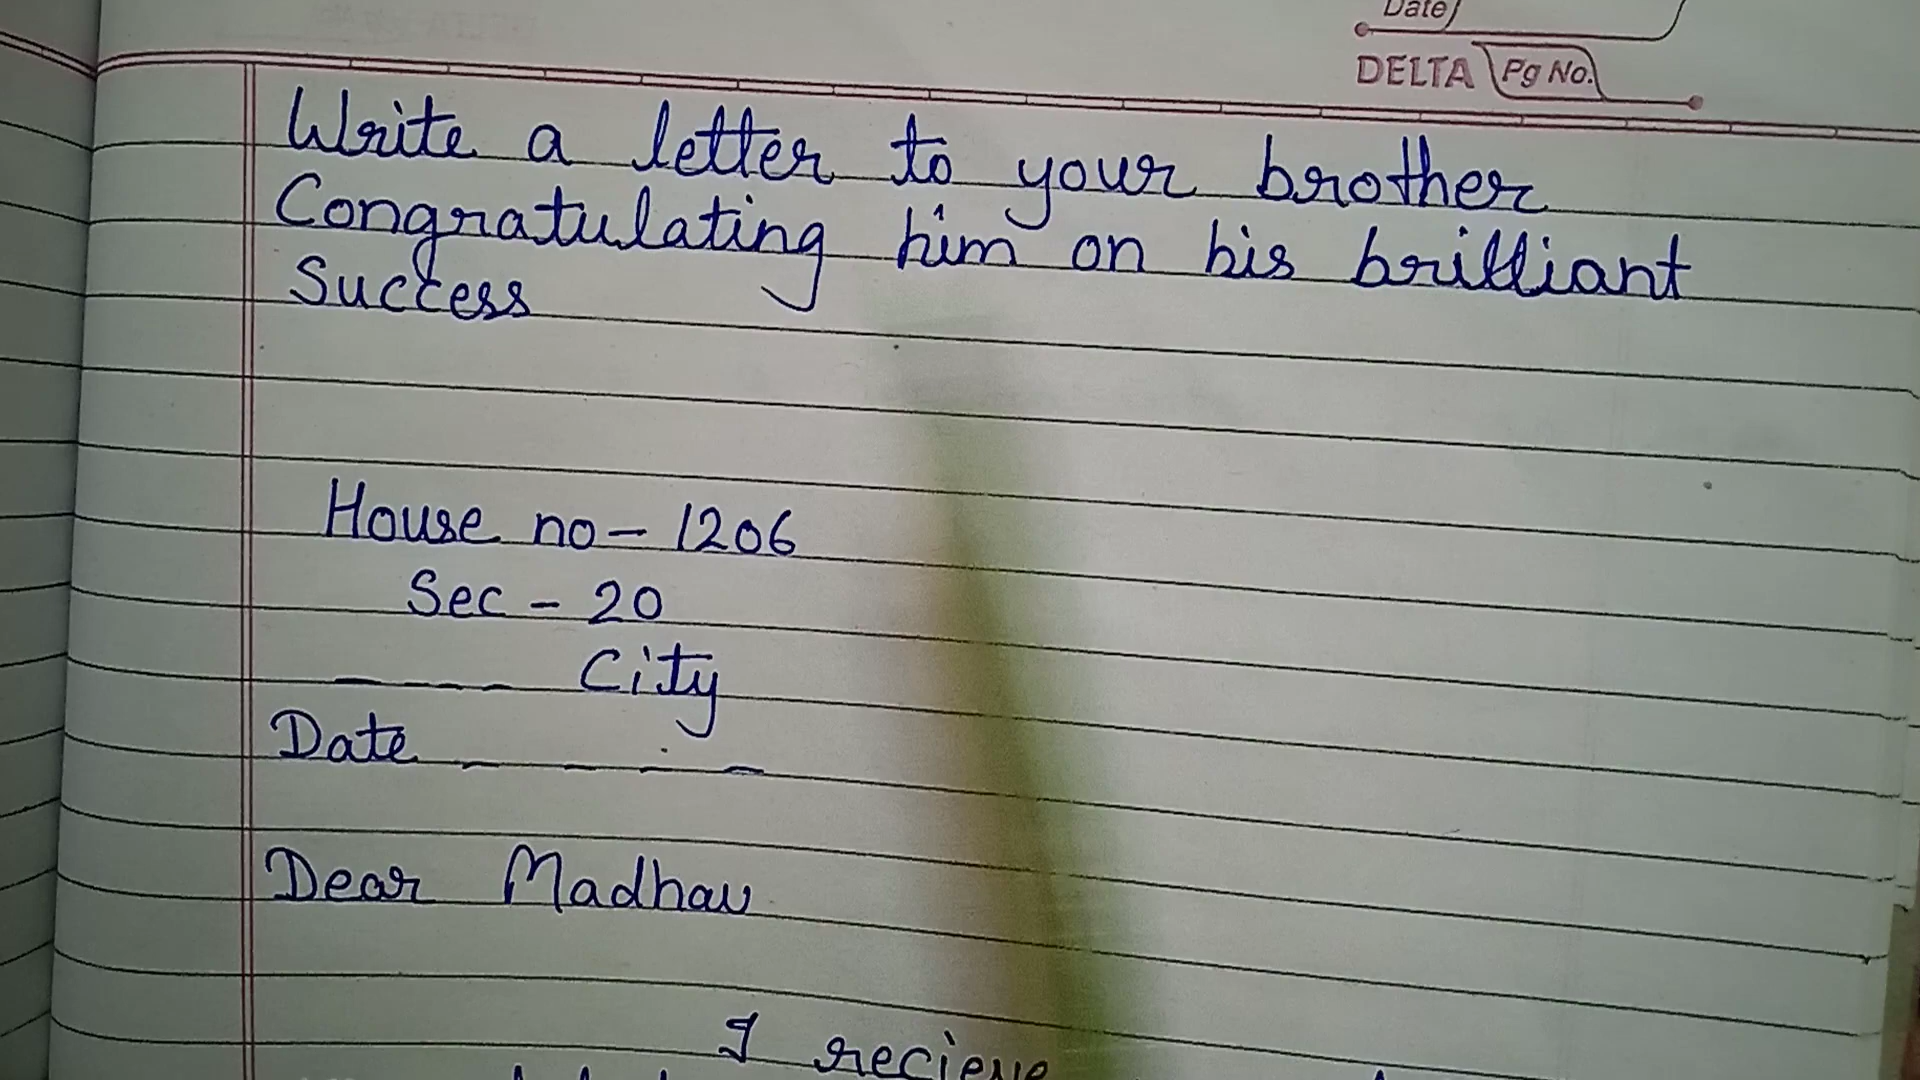 Date
DELTA Pg No.
Write a letter to your brother
Congratulating him on his brilliant
Success
House no - 1206
Sec - 20
_ _ _ _ City
Date _ _ _ _
Dear Madhav
I recieve